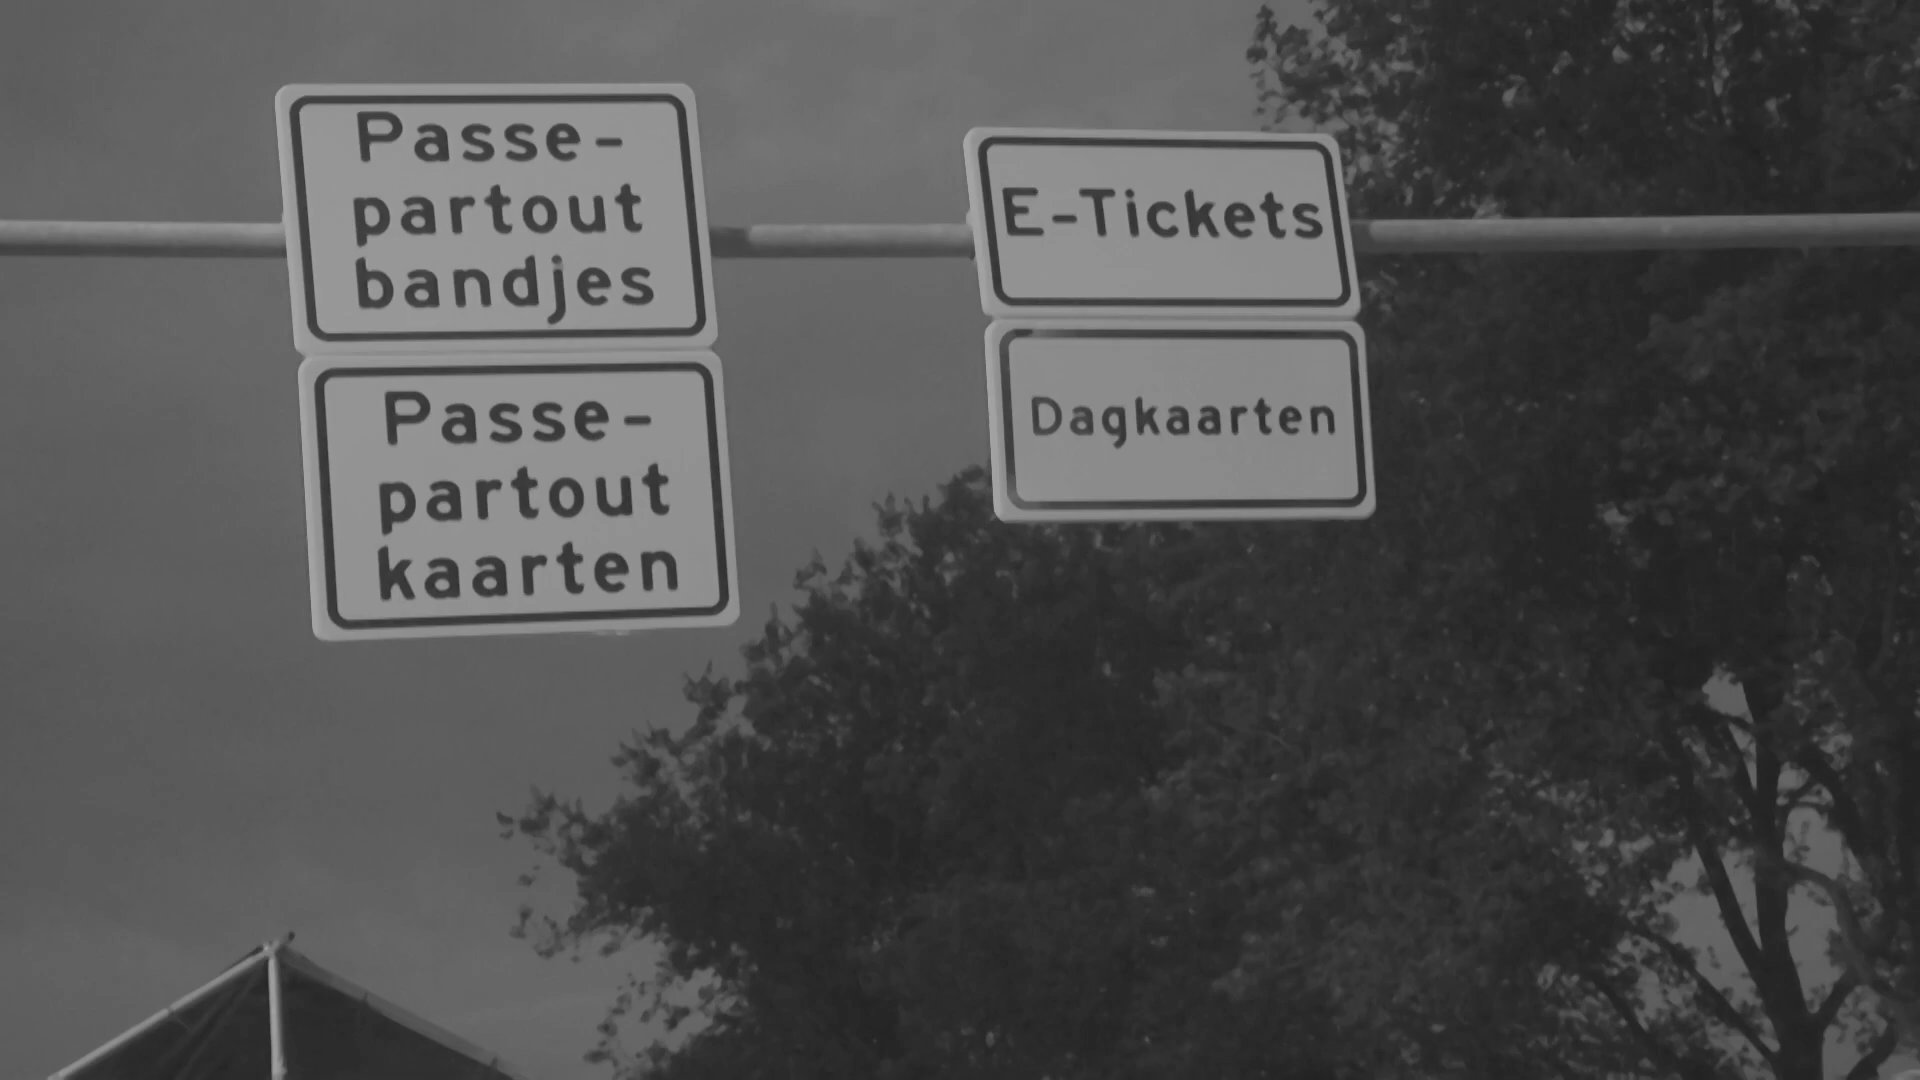 Passe-
partout
bandjes
Passe-
partout
kaarten
E-Tickets
Dagkaarten